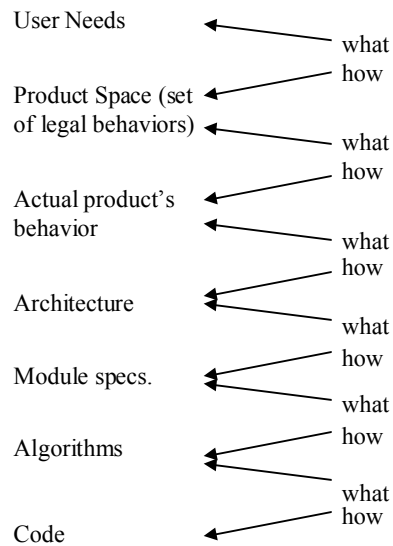 User Needs
what
how
Product Space (set
of legal behaviors)
what
how
Actual product's
behavior
what
how
Architecture
what
how
Module specs.
what
how
Algorithms
what
how
Code